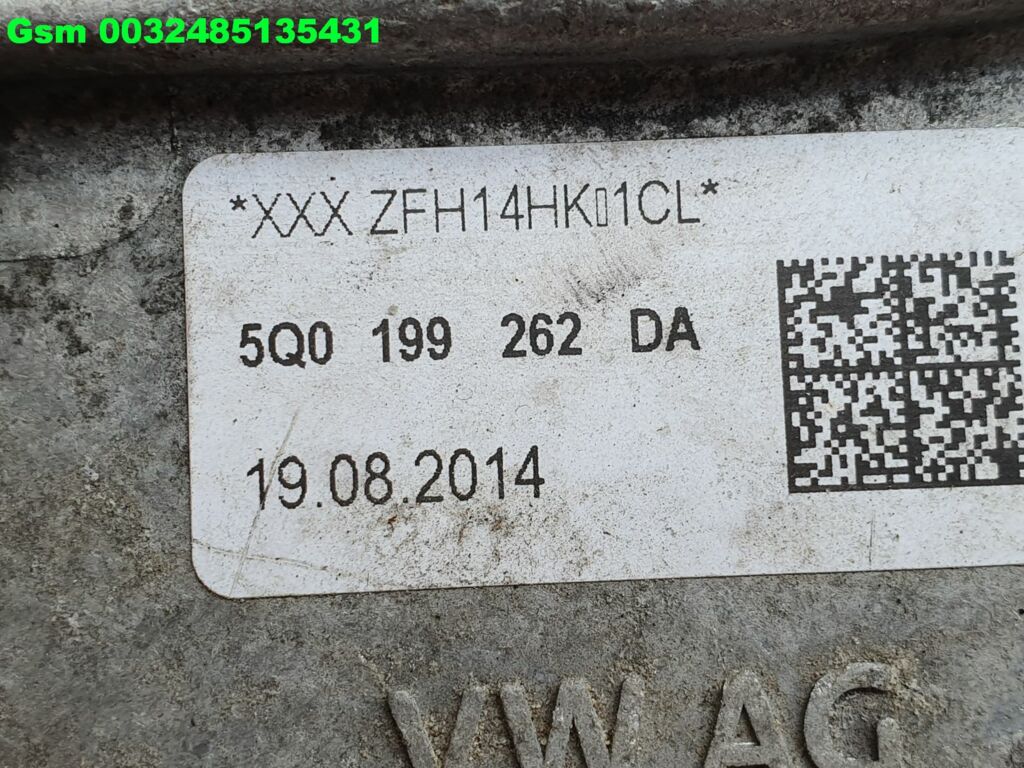 Gsm 0032485135431
*XXX ZFH14HK▯1CL*
5Q0 199 262 DA
19.08.2014
VW AG